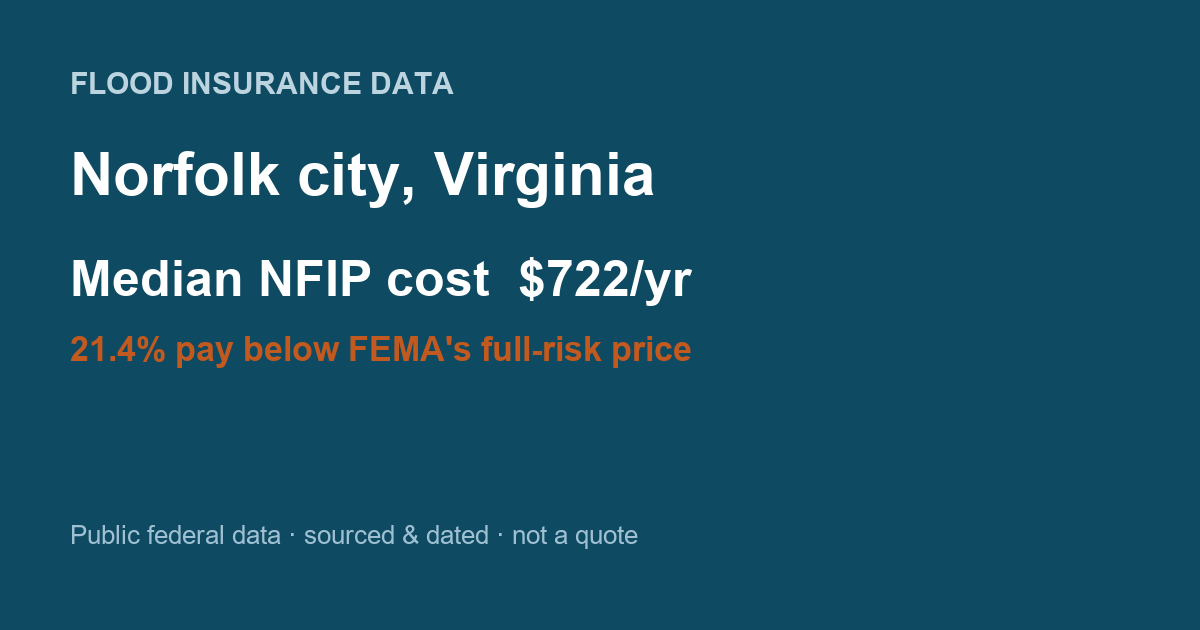 FLOOD INSURANCE DATA
Norfolk city, Virginia
Median NFIP cost  $722/yr
21.4% pay below FEMA's full-risk price
Public federal data · sourced & dated · not a quote